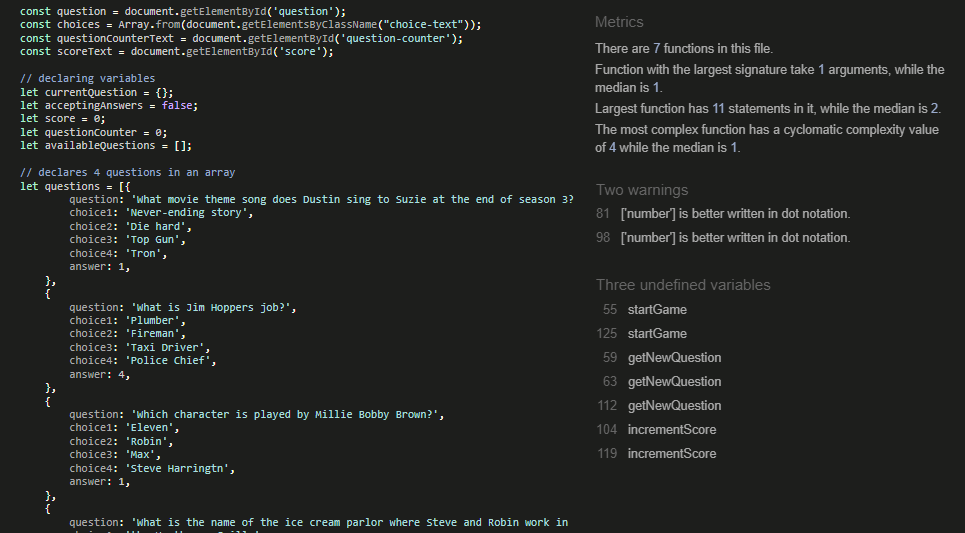 const question = document.getElementById('question');
const choices = Array.from(document.getElementsByClassName("choice-text"));
const questionCounterText = document.getElementById('question-counter');
const scoreText = document.getElementById('score');
// declaring variables
let currentQuestion = {};
let acceptingAnswers = false;
let score = 0;
let questionCounter = 0;
let availableQuestions = [];
// declares 4 questions in an array
let questions = [{
question: 'What movie theme song does Dustin sing to Suzie at the end of season 3?
choice1: 'Never-ending story',
choice2: 'Die hard',
choice3: 'Top Gun',
choice4: 'Tron',
answer: 1,
},
{
question: 'What is Jim Hoppers job?',
choice1: 'Plumber',
choice2: 'Fireman',
choice3: 'Taxi Driver',
choice4: 'Police Chief',
answer: 4,
},
{
question: 'Which character is played by Millie Bobby Brown?',
choice1: 'Eleven',
choice2: 'Robin',
choice3: 'Max',
choice4: 'Steve Harringtn',
answer: 1,
},
{
question: 'What is the name of the ice cream parlor where Steve and Robin work in
Metrics
There are 7 functions in this file.
Function with the largest signature take 1 arguments, while the
median is 1.
Largest function has 11 statements in it, while the median is 2.
The most complex function has a cyclomatic complexity value
of 4 while the median is 1.
Two warnings
81 ['number'] is better written in dot notation.
98 ['number'] is better written in dot notation.
Three undefined variables
55 startGame
125 startGame
59 getNewQuestion
63 getNewQuestion
112 getNewQuestion
104 incrementScore
119 incrementScore